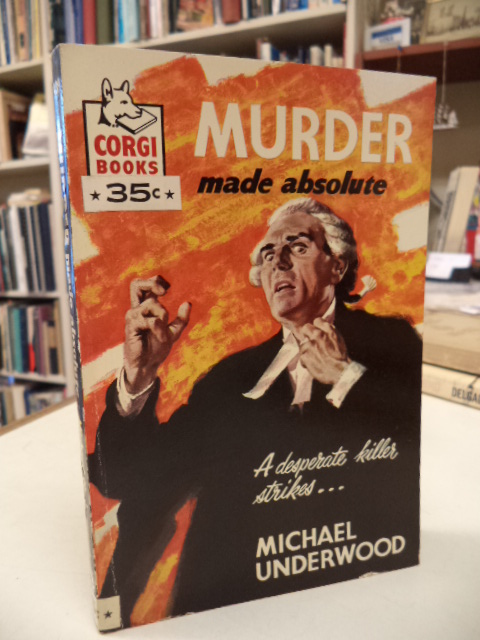 CORGI
BOOKS
★ 35c ★
MURDER
made absolute
A desperate killer
strikes...
MICHAEL
UNDERWOOD